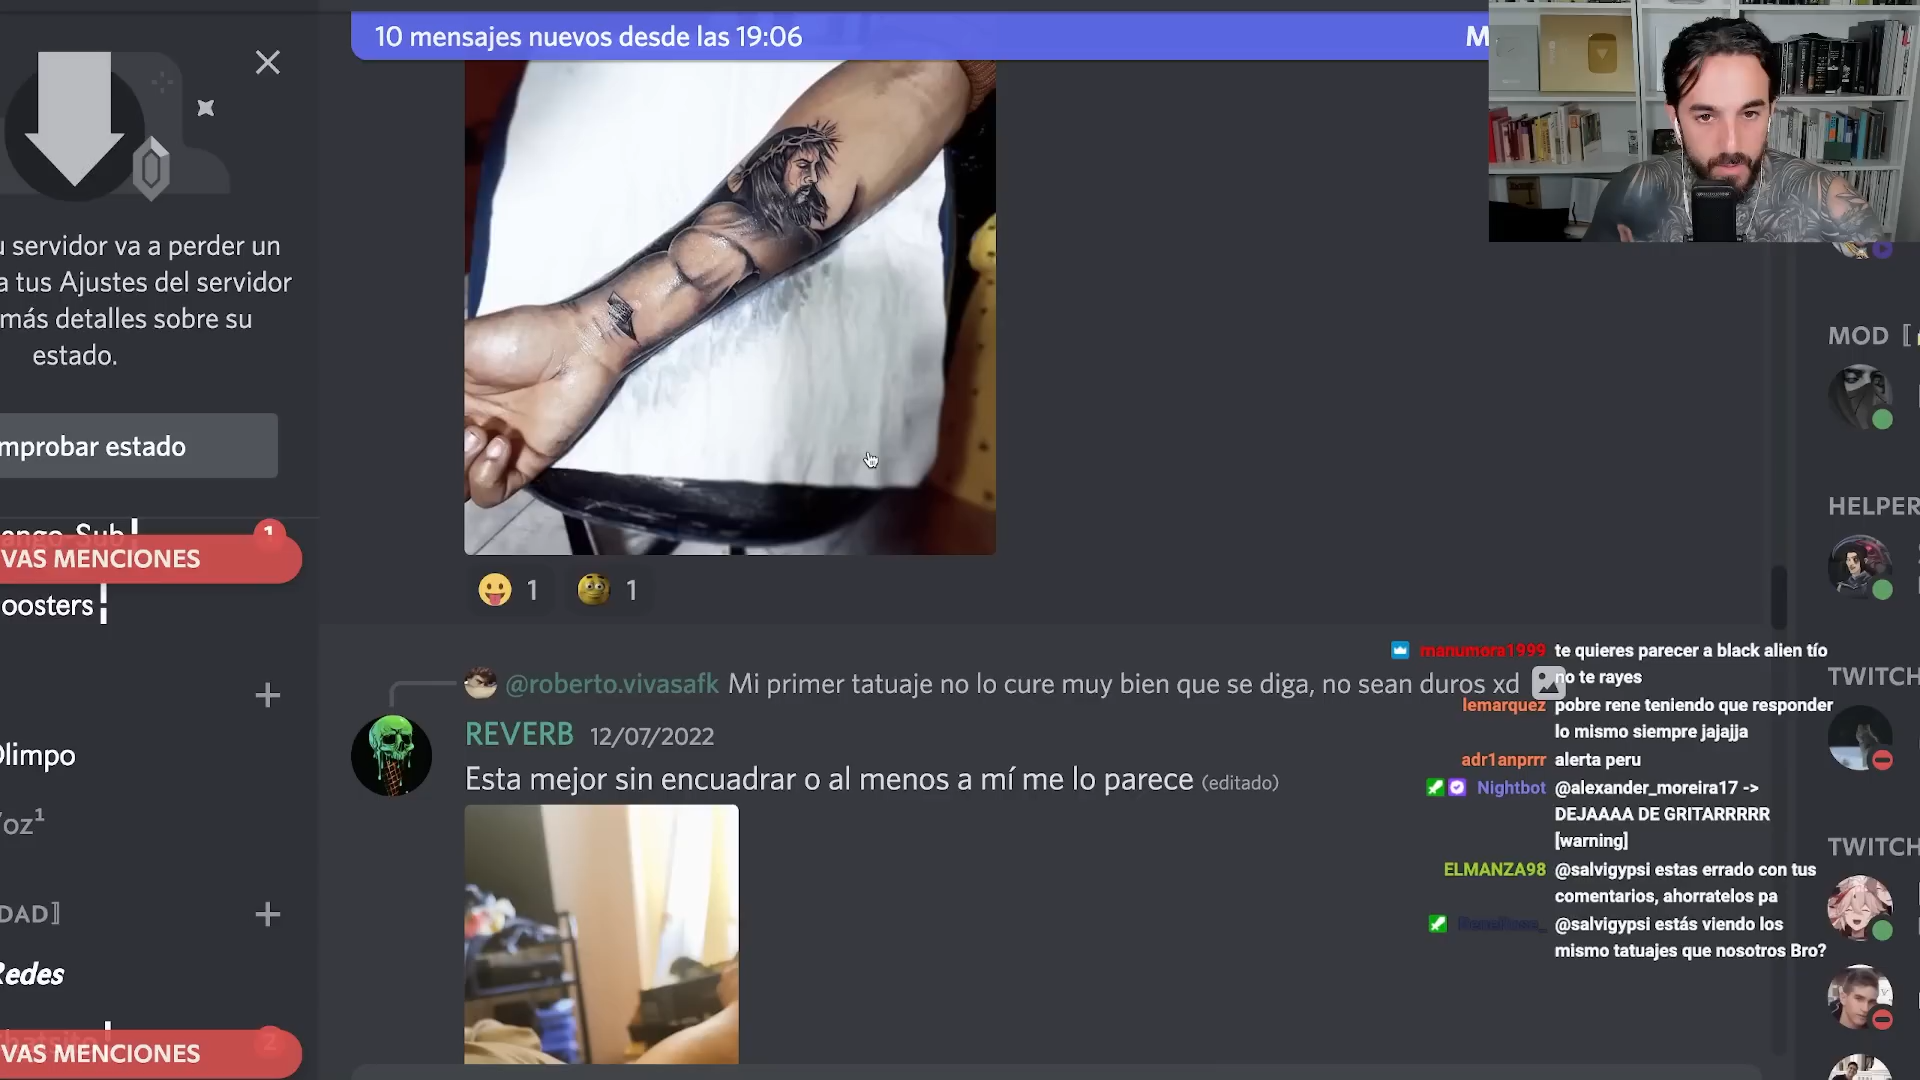 10 mensajes nuevos desde las 19:06
M
servidor va a perder un
a tus Ajustes del servidor
más detalles sobre su
estado.
mprobar estado
1
VAS MENCIONES
oosters
limpo
oz¹
DAD]
Redes
2
VAS MENCIONES
1
1
@roberto.vivasafk Mi primer tatuaje no lo cure muy bien que se diga, no sean duros xd
REVERB 12/07/2022
Esta mejor sin encuadrar o al menos a mí me lo parece (editado)
manumora1999 te quieres parecer a black alien tío
no te rayes
lemarquez pobre rene teniendo que responder
lo mismo siempre jajajja
adr1anprrr alerta peru
Nightbot @alexander_moreira17 ->
DEJAAAA DE GRITARRRRR
[warning]
ELMANZA98 @salvigypsi estas errado con tus
comentarios, ahorratelos pa
@salvigypsi estás viendo los
mismo tatuajes que nosotros Bro?
MOD
HELPER
TWITCH
TWITCH